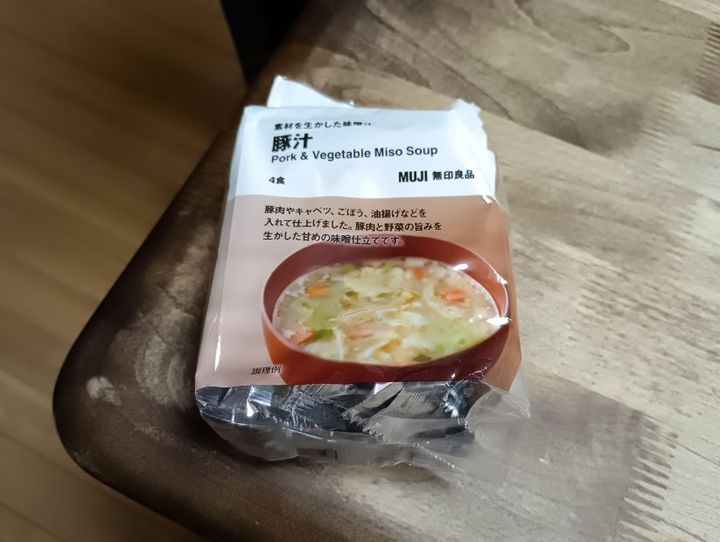 素材を生かした味噌汁
豚汁
Pork & Vegetable Miso Soup
4食
MUJI 無印良品
豚肉やキャベツ、ごぼう、油揚げなどを
入れて仕上げました。豚肉と野菜の旨みを
生かした甘めの味噌仕立てです。
調理例